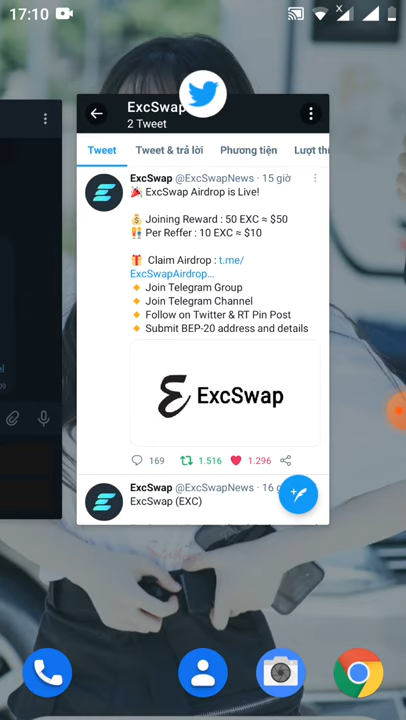 17:10
ExcSwap
2 Tweet
Tweet
Tweet & trả lời
Phương tiện
Lượt th
ExcSwap @ExcSwapNews · 15 giờ
🎉 ExcSwap Airdrop is Live!
💰 Joining Reward : 50 EXC ≈ $50
👫 Per Reffer : 10 EXC ≈ $10
🎁 Claim Airdrop : t.me/
ExcSwapAirdrop…
🔸 Join Telegram Group
🔸 Join Telegram Channel
🔸 Follow on Twitter & RT Pin Post
🔸 Submit BEP-20 address and details
ExcSwap
169
1.516
1.296
ExcSwap @ExcSwapNews · 16 g
ExcSwap (EXC)